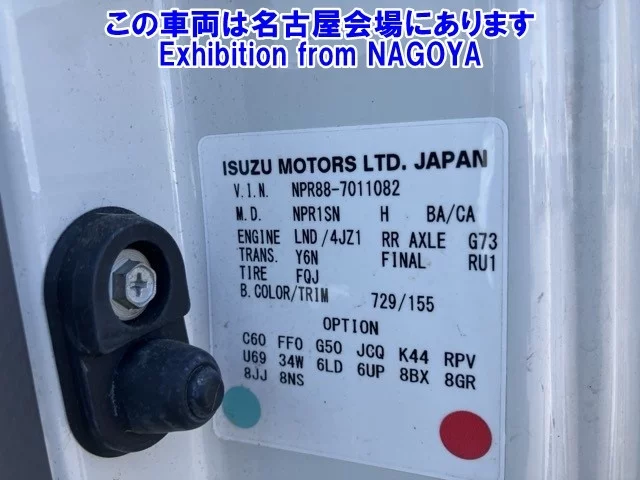 この車両は名古屋会場にあります
Exhibition from NAGOYA
ISUZU MOTORS LTD. JAPAN
V.I.N. NPR88-7011082
M.D. NPR1SN H BA/CA
ENGINE LND/4JZ1 RR AXLE G73
TRANS. Y6N FINAL RU1
TIRE FQJ
B.COLOR/TRIM 729/155
OPTION
C60 FF0 G50 JCQ K44 RPV
U69 34W 6LD 6UP 8BX 8GR
8JJ 8NS